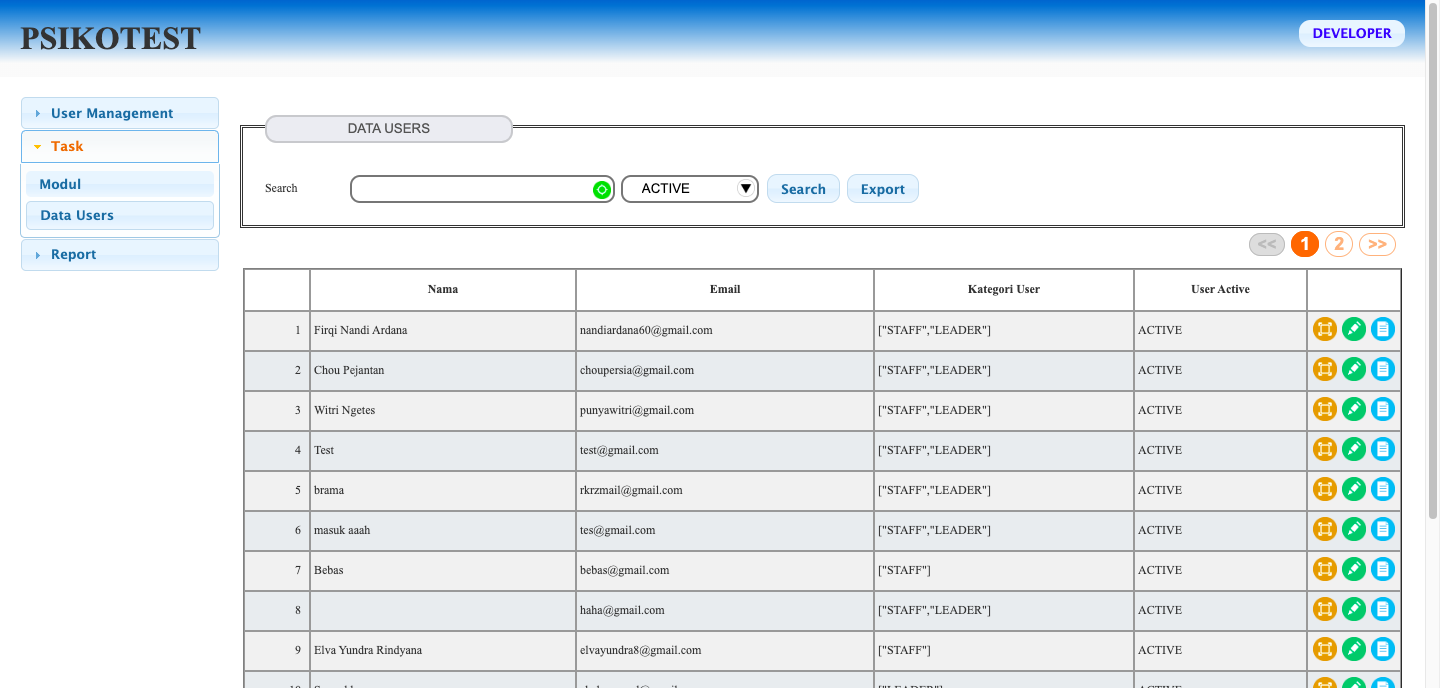 PSIKOTEST
DEVELOPER
User Management
Task
Modul
Data Users
Report
DATA USERS
Search ACTIVE Search Export
<< 1 2 >>
Nama Email Kategori User User Active
1 Firqi Nandi Ardana nandiardana60@gmail.com ["STAFF","LEADER"] ACTIVE
2 Chou Pejantan choupersia@gmail.com ["STAFF","LEADER"] ACTIVE
3 Witri Ngetes punyawitri@gmail.com ["STAFF","LEADER"] ACTIVE
4 Test test@gmail.com ["STAFF","LEADER"] ACTIVE
5 brama rkrzmail@gmail.com ["STAFF","LEADER"] ACTIVE
6 masuk aaah tes@gmail.com ["STAFF","LEADER"] ACTIVE
7 Bebas bebas@gmail.com ["STAFF"] ACTIVE
8 haha@gmail.com ["STAFF","LEADER"] ACTIVE
9 Elva Yundra Rindyana elvayundra8@gmail.com ["STAFF"] ACTIVE